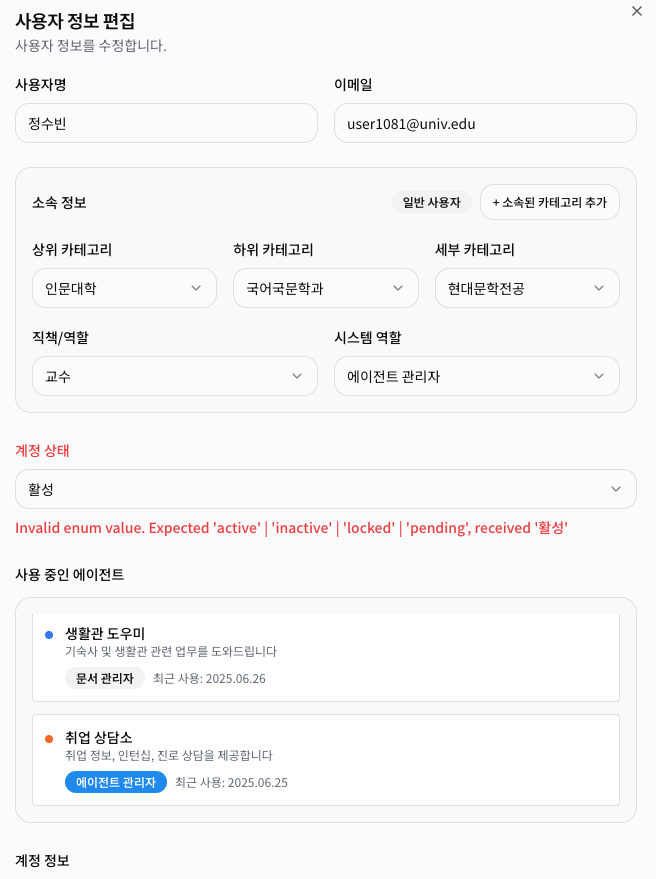 사용자 정보 편집
사용자 정보를 수정합니다.
사용자명
이메일
정수빈
user1081@univ.edu
소속 정보
일반 사용자
+ 소속된 카테고리 추가
상위 카테고리
하위 카테고리
세부 카테고리
인문대학
국어국문학과
현대문학전공
직책/역할
시스템 역할
교수
에이전트 관리자
계정 상태
활성
Invalid enum value. Expected 'active' | 'inactive' | 'locked' | 'pending', received '활성'
사용 중인 에이전트
생활관 도우미
기숙사 및 생활관 관련 업무를 도와드립니다
문서 관리자
최근 사용: 2025.06.26
취업 상담소
취업 정보, 인턴십, 진로 상담을 제공합니다
에이전트 관리자
최근 사용: 2025.06.25
계정 정보